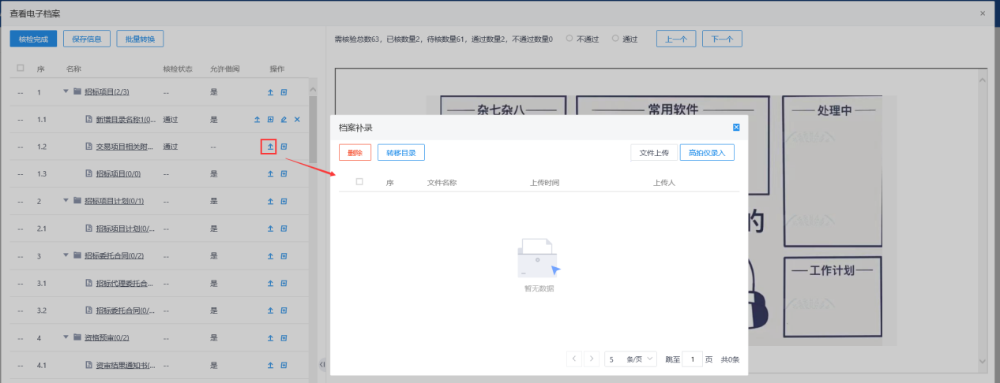 查看电子档案
核检完成 保存信息 批量转换
需核验总数63，已核数量2，待核数量61，通过数量2，不通过数量0 不通过 通过 上一个 下一个
序 名称 核检状态 允许借阅 操作
-- 1 招标项目(2/3) -- 是
-- 1.1 新增目录名称1(0... 通过 是
-- 1.2 交易项目相关附... 通过 --
-- 1.3 招标项目(0/0) -- 是
-- 2 招标项目计划(0/1) -- 是
-- 2.1 招标项目计划(0/... -- 是
-- 3 招标委托合同(0/2) -- 是
-- 3.1 招标代理委托合... -- 是
-- 3.2 招标委托合同(0/... -- 是
-- 4 资格预审(0/2) -- 是
-- 4.1 资审结果通知书(... -- 是
杂七杂八 常用软件 处理中
的
工作计划
档案补录
删除 转移目录 文件上传 高拍仪录入
序 文件名称 上传时间 上传人
暂无数据
5 条/页 跳至 1 页 共0条